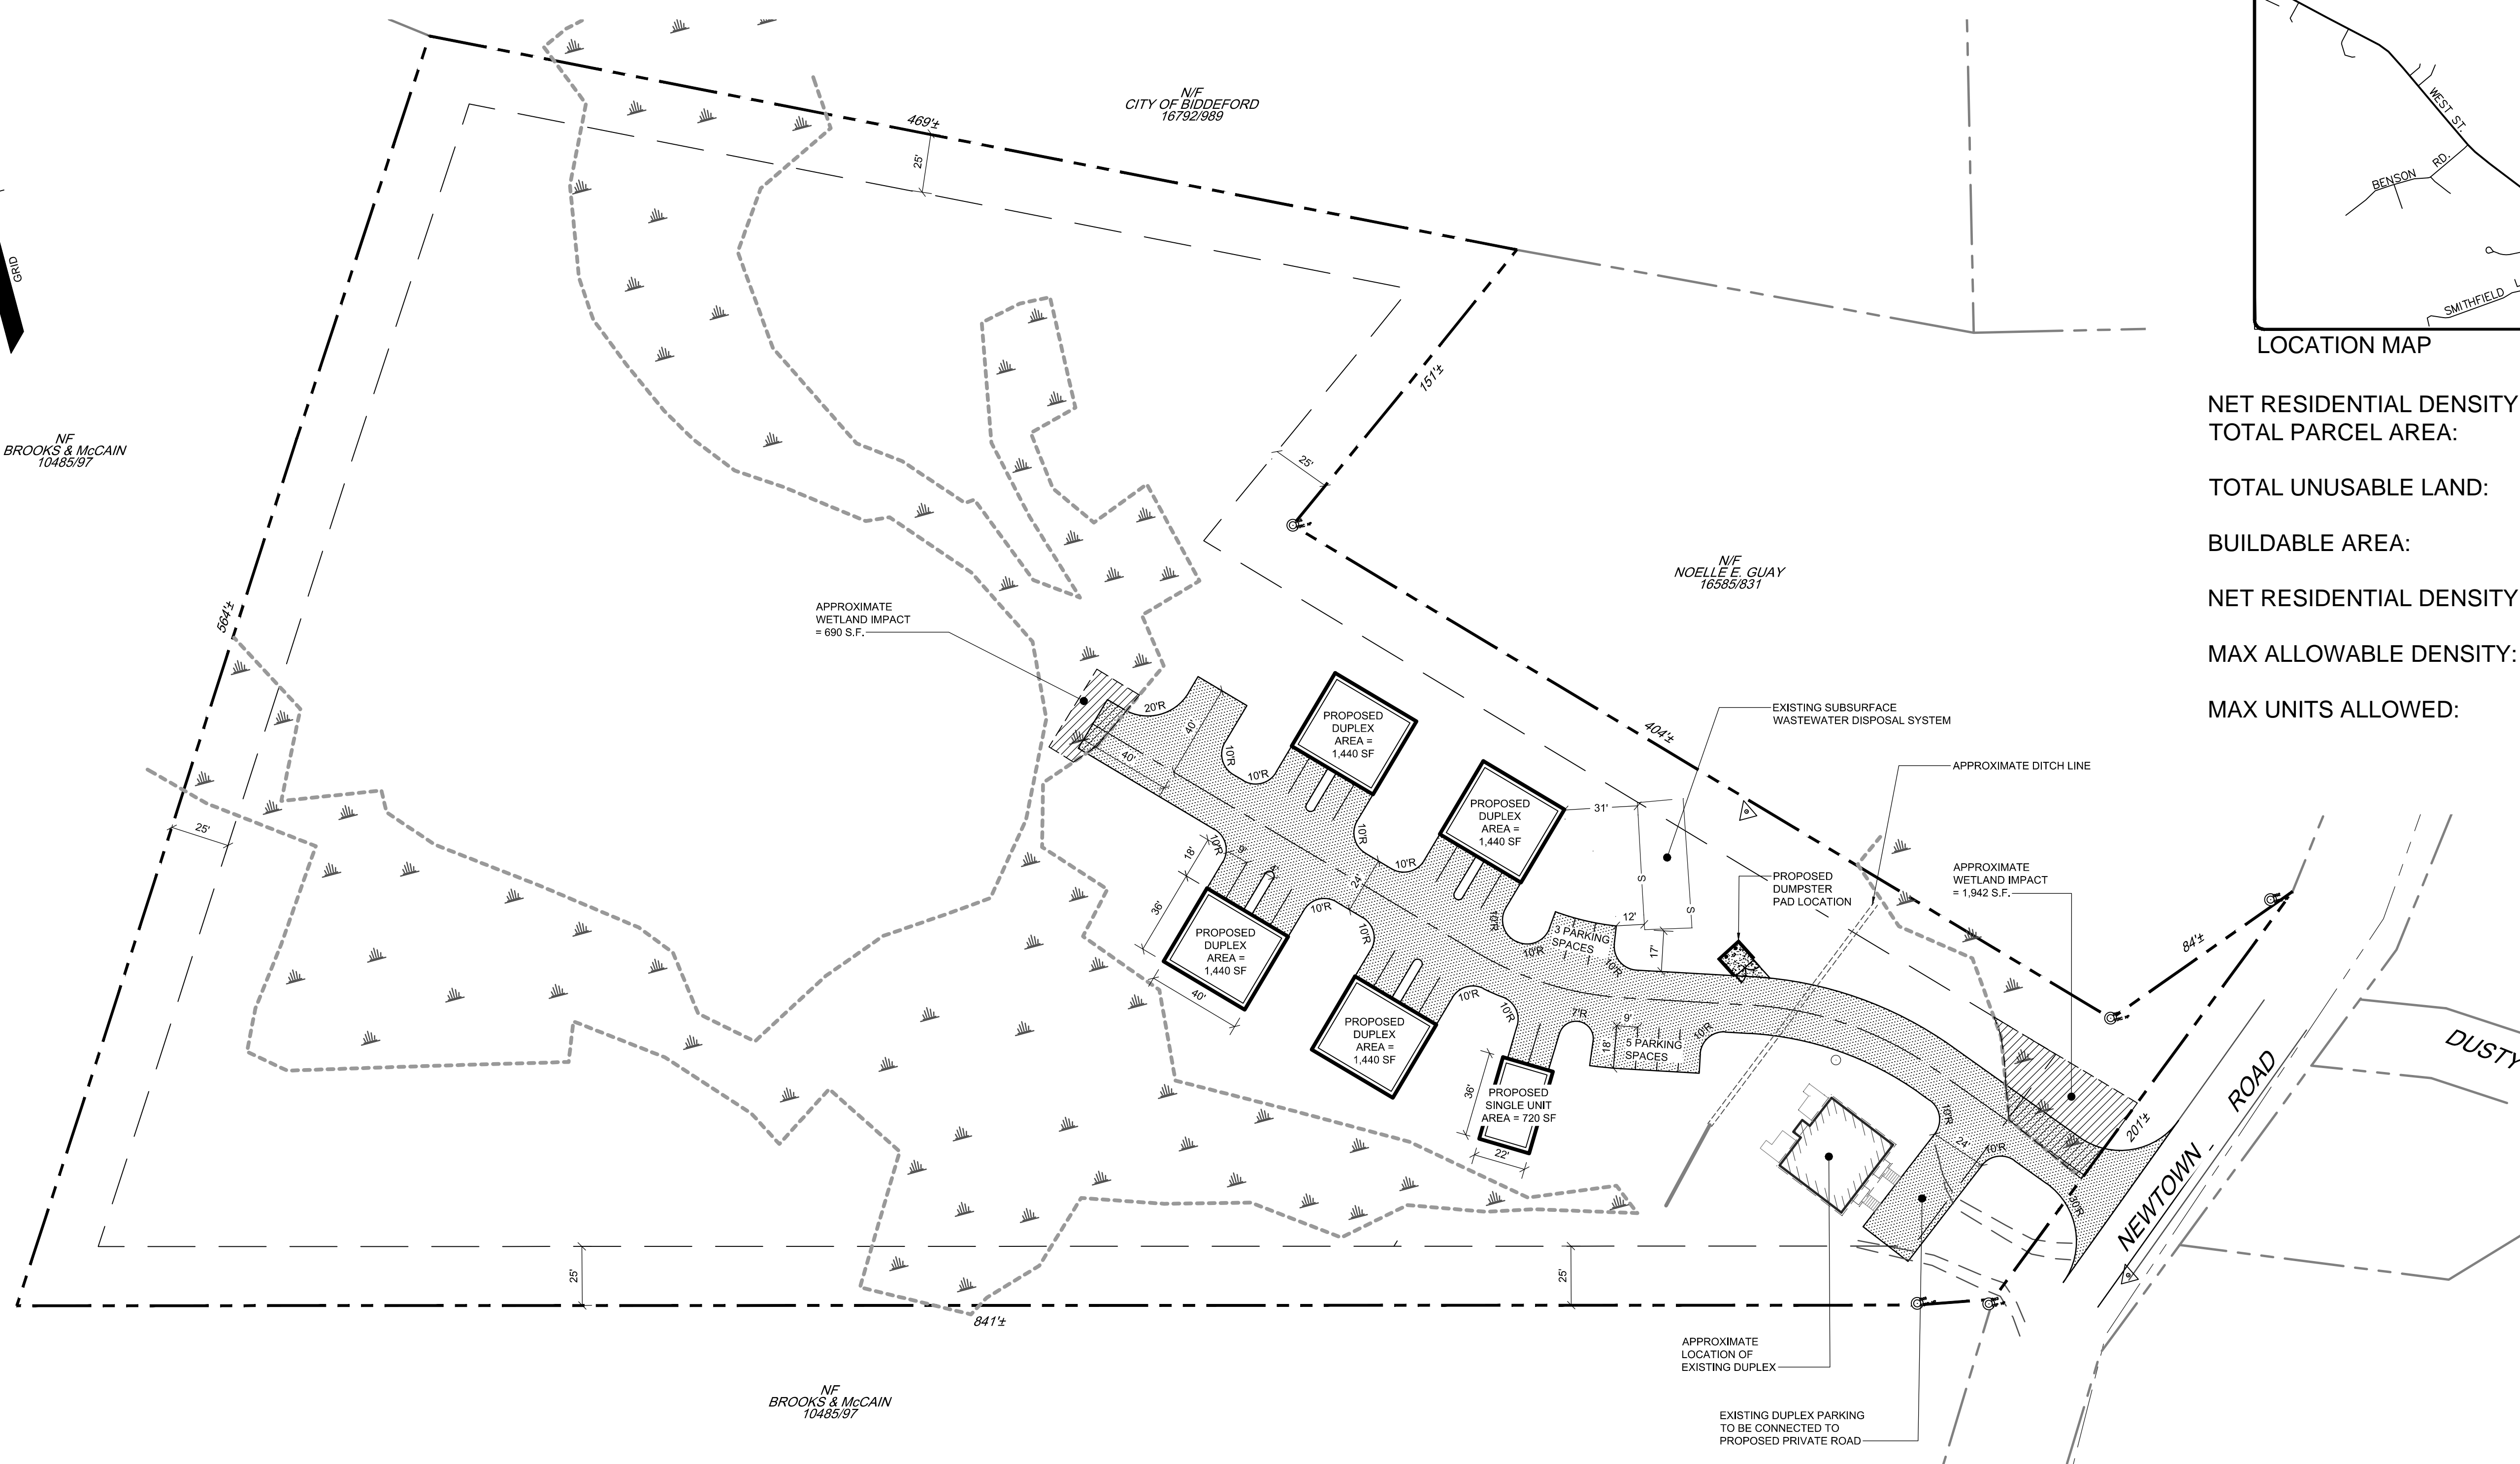 GRID
N/F
CITY OF BIDDEFORD
16792/989
469'±
25'
WEST ST.
BENSON RD.
SMITHFIELD L
LOCATION MAP
NET RESIDENTIAL DENSITY
TOTAL PARCEL AREA:
TOTAL UNUSABLE LAND:
BUILDABLE AREA:
NET RESIDENTIAL DENSITY
MAX ALLOWABLE DENSITY:
MAX UNITS ALLOWED:
151'±
25'
NF
BROOKS & McCAIN
10485/97
564'±
25'
N/F
NOELLE E. GUAY
16585/831
APPROXIMATE
WETLAND IMPACT
= 690 S.F.
404'±
EXISTING SUBSURFACE
WASTEWATER DISPOSAL SYSTEM
APPROXIMATE DITCH LINE
20'R
40'
40'
10'R
10'R
PROPOSED
DUPLEX
AREA =
1,440 SF
PROPOSED
DUPLEX
AREA =
1,440 SF
31'
S
S
10'R
10'R
10'R
18'
9'
4'
24'
36'
10'R
10'R
PROPOSED
DUPLEX
AREA =
1,440 SF
40'
10'R
10'R
3 PARKING
SPACES
12'
10'R
17'
PROPOSED
DUMPSTER
PAD LOCATION
APPROXIMATE
WETLAND IMPACT
= 1,942 S.F.
84'±
PROPOSED
DUPLEX
AREA =
1,440 SF
10'R
10'R
7'R
9'
18'
5 PARKING
SPACES
10'R
36'
PROPOSED
SINGLE UNIT
AREA = 720 SF
22'
10'R
24'
10'R
30'R
201'±
NEWTOWN ROAD
DUSTY
25'
25'
841'±
NF
BROOKS & McCAIN
10485/97
APPROXIMATE
LOCATION OF
EXISTING DUPLEX
EXISTING DUPLEX PARKING
TO BE CONNECTED TO
PROPOSED PRIVATE ROAD